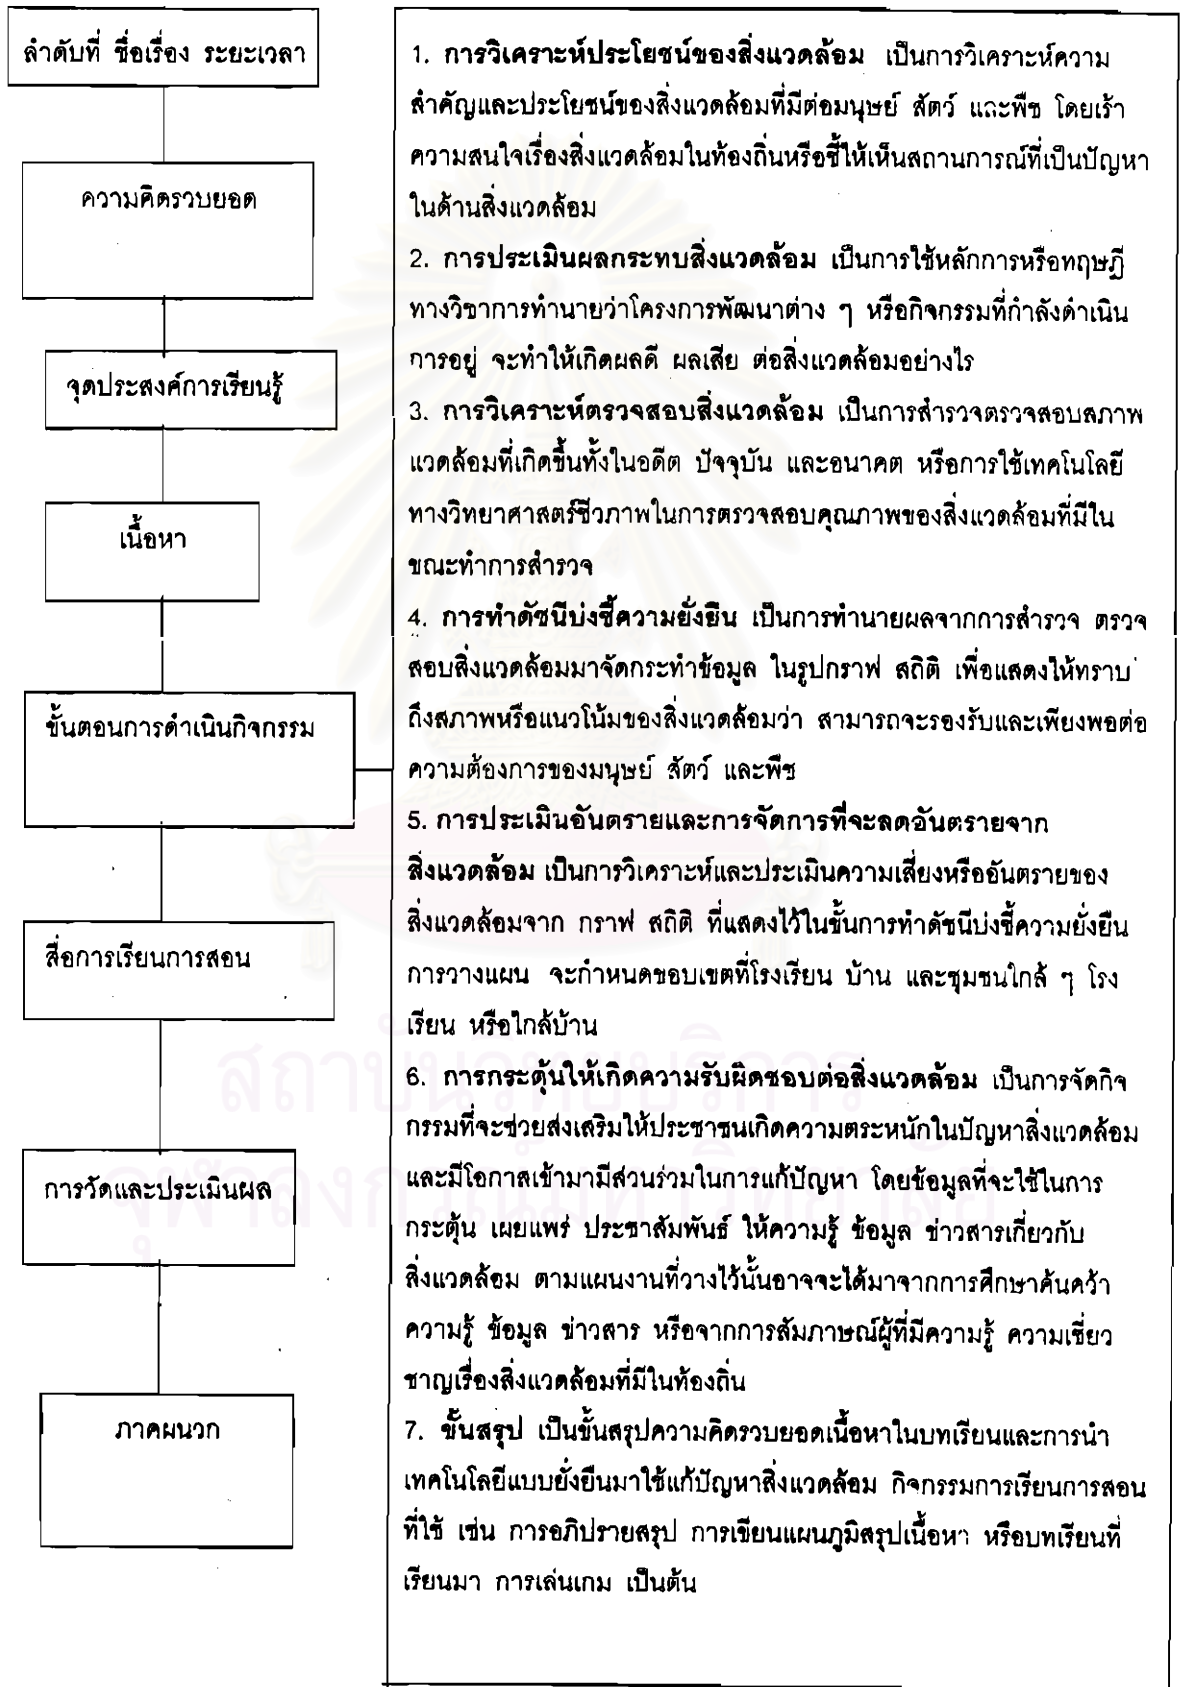 ลำดับที่ ชื่อเรื่อง ระยะเวลา
ความคิดรวบยอด
จุดประสงค์การเรียนรู้
เนื้อหา
ขั้นตอนการดำเนินกิจกรรม
สื่อการเรียนการสอน
การวัดและประเมินผล
ภาคผนวก
1. การวิเคราะห์ประโยชน์ของสิ่งแวดล้อม เป็นการวิเคราะห์ความ
สำคัญและประโยชน์ของสิ่งแวดล้อมที่มีต่อมนุษย์ สัตว์ และพืช โดยเร้า
ความสนใจเรื่องสิ่งแวดล้อมในท้องถิ่นหรือชี้ให้เห็นสถานการณ์ที่เป็นปัญหา
ในด้านสิ่งแวดล้อม
2. การประเมินผลกระทบสิ่งแวดล้อม เป็นการใช้หลักการหรือทฤษฎี
ทางวิชาการทำนายว่าโครงการพัฒนาต่าง ๆ หรือกิจกรรมที่กำลังดำเนิน
การอยู่ จะทำให้เกิดผลดี ผลเสีย ต่อสิ่งแวดล้อมอย่างไร
3. การวิเคราะห์ตรวจสอบสิ่งแวดล้อม เป็นการสำรวจตรวจสอบสภาพ
แวดล้อมที่เกิดขึ้นทั้งในอดีต ปัจจุบัน และอนาคต หรือการใช้เทคโนโลยี
ทางวิทยาศาสตร์ชีวภาพในการตรวจสอบคุณภาพของสิ่งแวดล้อมที่มีใน
ขณะทำการสำรวจ
4. การทำดัชนีบ่งชี้ความยั่งยืน เป็นการทำนายผลจากการสำรวจ ตรวจ
สอบสิ่งแวดล้อมมาจัดกระทำข้อมูล ในรูปกราฟ สถิติ เพื่อแสดงให้ทราบ
ถึงสภาพหรือแนวโน้มของสิ่งแวดล้อมว่า สามารถจะรองรับและเพียงพอต่อ
ความต้องการของมนุษย์ สัตว์ และพืช
5. การประเมินอันตรายและการจัดการที่จะลดอันตรายจาก
สิ่งแวดล้อม เป็นการวิเคราะห์และประเมินความเสี่ยงหรืออันตรายของ
สิ่งแวดล้อมจาก กราฟ สถิติ ที่แสดงไว้ในขั้นการทำดัชนีบ่งชี้ความยั่งยืน
การวางแผน จะกำหนดขอบเขตที่โรงเรียน บ้าน และชุมชนใกล้ ๆ โรง
เรียน หรือใกล้บ้าน
6. การกระตุ้นให้เกิดความรับผิดชอบต่อสิ่งแวดล้อม เป็นการจัดกิจ
กรรมที่จะช่วยส่งเสริมให้ประชาชนเกิดความตระหนักในปัญหาสิ่งแวดล้อม
และมีโอกาสเข้ามามีส่วนร่วมในการแก้ปัญหา โดยข้อมูลที่จะใช้ในการ
กระตุ้น เผยแพร่ ประชาสัมพันธ์ ให้ความรู้ ข้อมูล ข่าวสารเกี่ยวกับ
สิ่งแวดล้อม ตามแผนงานที่วางไว้นั้นอาจจะได้มาจากการศึกษาค้นคว้า
ความรู้ ข้อมูล ข่าวสาร หรือจากการสัมภาษณ์ผู้ที่มีความรู้ ความเชี่ยว
ชาญเรื่องสิ่งแวดล้อมที่มีในท้องถิ่น
7. ขั้นสรุป เป็นขั้นสรุปความคิดรวบยอดเนื้อหาในบทเรียนและการนำ
เทคโนโลยีแบบยั่งยืนมาใช้แก้ปัญหาสิ่งแวดล้อม กิจกรรมการเรียนการสอน
ที่ใช้ เช่น การอภิปรายสรุป การเขียนแผนภูมิสรุปเนื้อหา หรือบทเรียนที่
เรียนมา การเล่นเกม เป็นต้น
สถาบันวิทยบริการ
จุฬาลงกรณ์มหาวิทยาลัย